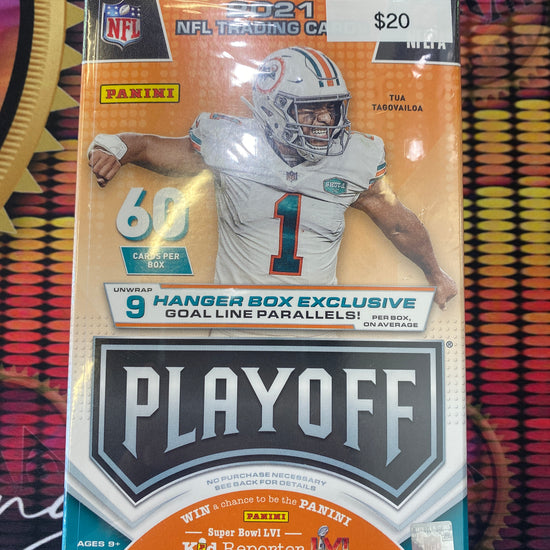 2021
NFL TRADING CARDS
$20
NFL
NFLPA
PANINI
TUA
TAGOVAILOA
1
60
CARDS PER
BOX
UNWRAP
9 HANGER BOX EXCLUSIVE
GOAL LINE PARALLELS!
PER BOX,
ON AVERAGE
PLAYOFF®
NO PURCHASE NECESSARY
SEE BACK FOR DETAILS
WIN a chance to be the PANINI
PANINI
Super Bowl LVI
Kid Reporter
LVI
AGES 9+